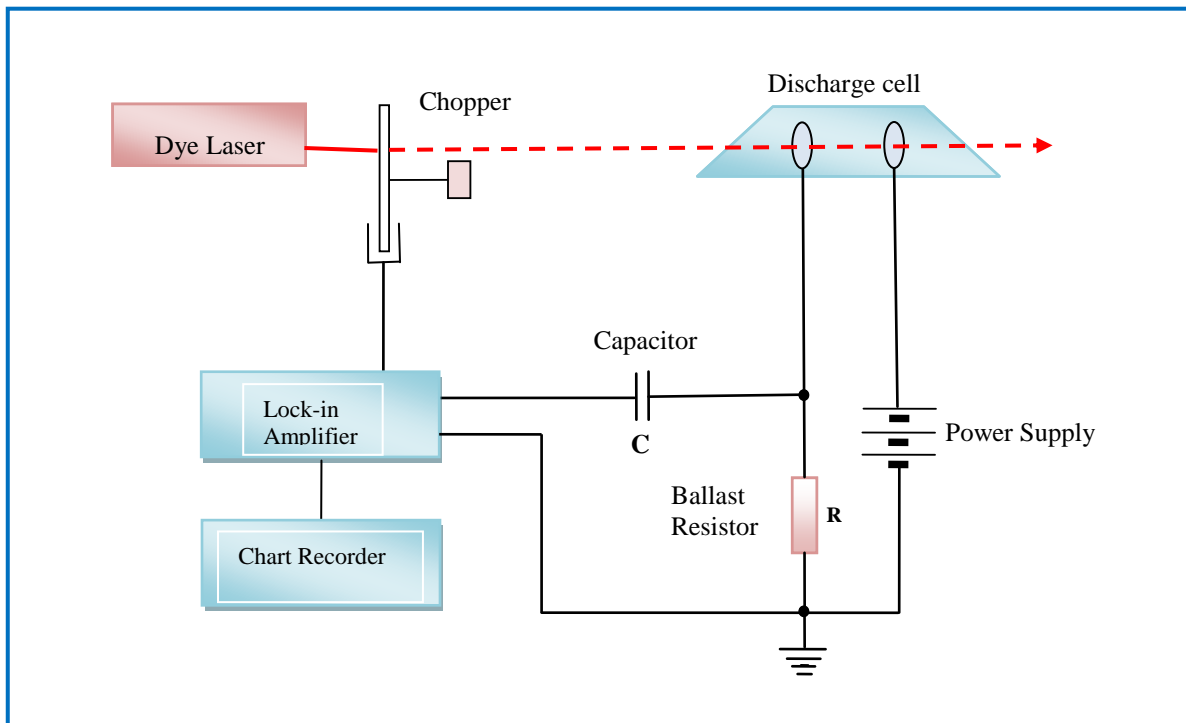 Discharge cell
Chopper
Dye Laser
Capacitor
Lock-in
Amplifier
C
Power Supply
Ballast
Resistor
R
Chart Recorder